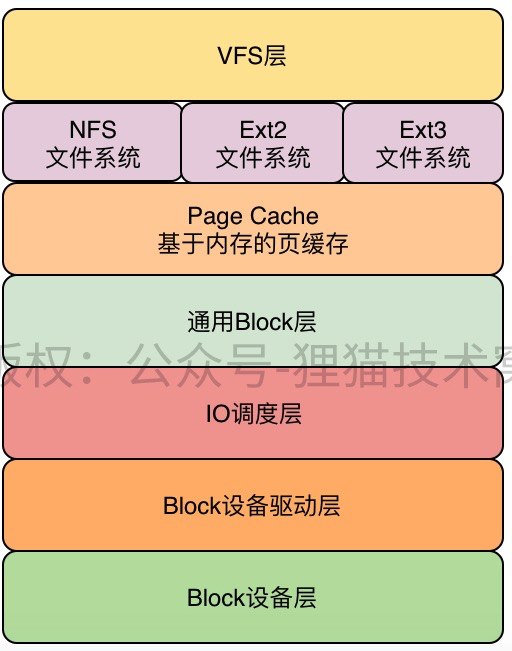 VFS层
NFS
文件系统
Ext2
文件系统
Ext3
文件系统
Page Cache
基于内存的页缓存
通用Block层
版权：公众号-狸猫技术窝
IO调度层
Block设备驱动层
Block设备层